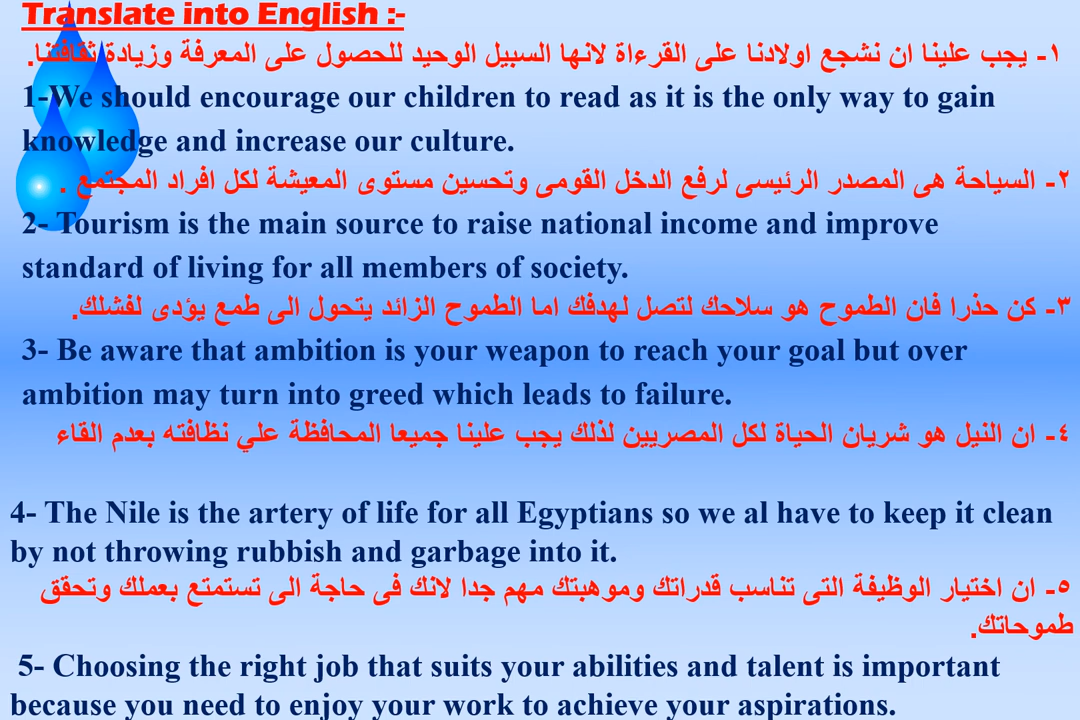 Translate into English :-
١- يجب علينا ان نشجع اولادنا على القرءاة لانها السبيل الوحيد للحصول على المعرفة وزيادة ثقافتنا.
1-We should encourage our children to read as it is the only way to gain
knowledge and increase our culture.
٢- السياحة هى المصدر الرئيسى لرفع الدخل القومى وتحسين مستوى المعيشة لكل افراد المجتمع .
2- Tourism is the main source to raise national income and improve
standard of living for all members of society.
٣- كن حذرا فان الطموح هو سلاحك لتصل لهدفك اما الطموح الزائد يتحول الى طمع يؤدى لفشلك.
3- Be aware that ambition is your weapon to reach your goal but over
ambition may turn into greed which leads to failure.
٤- ان النيل هو شريان الحياة لكل المصريين لذلك يجب علينا جميعا المحافظة علي نظافته بعدم القاء
4- The Nile is the artery of life for all Egyptians so we al have to keep it clean
by not throwing rubbish and garbage into it.
٥- ان اختيار الوظيفة التى تناسب قدراتك وموهبتك مهم جدا لانك فى حاجة الى تستمتع بعملك وتحقق
طموحاتك.
5- Choosing the right job that suits your abilities and talent is important
because you need to enjoy your work to achieve your aspirations.